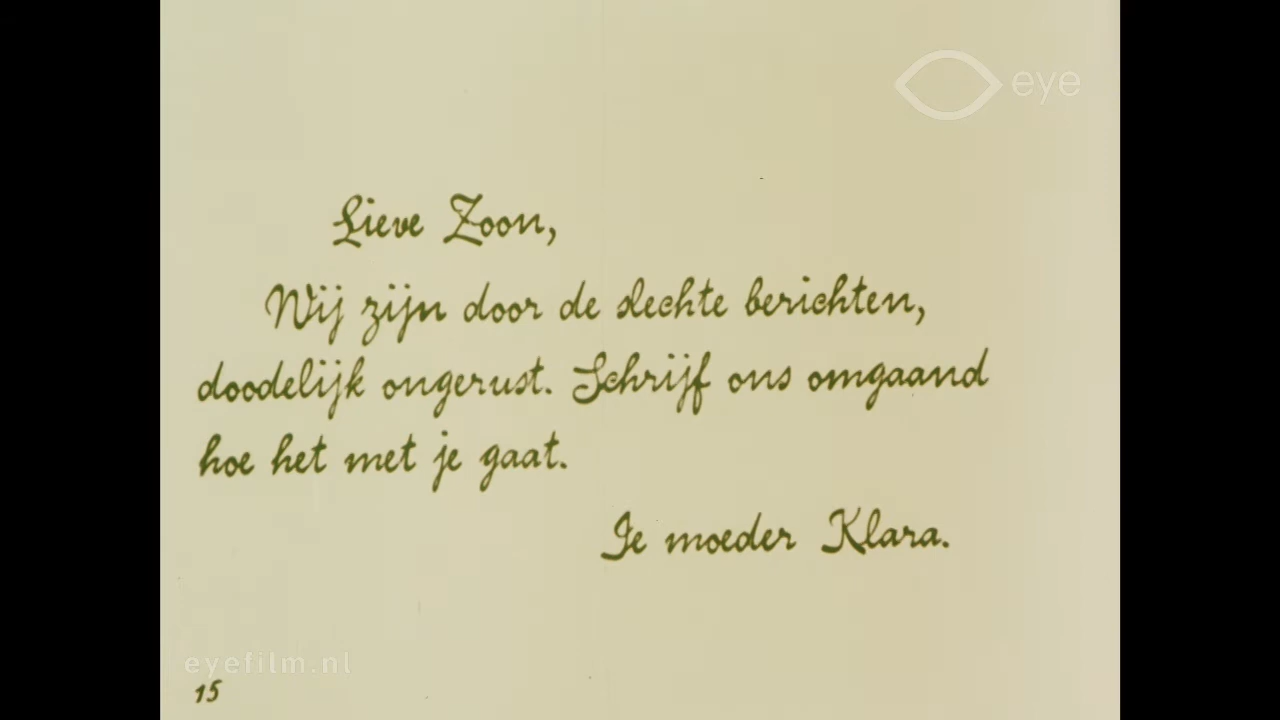 eye
Lieve Zoon,
Wij zijn door de slechte berichten,
doodelijk ongerust. Schrijf ons omgaand
hoe het met je gaat.
Je moeder Klara.
eyefilm.nl
15